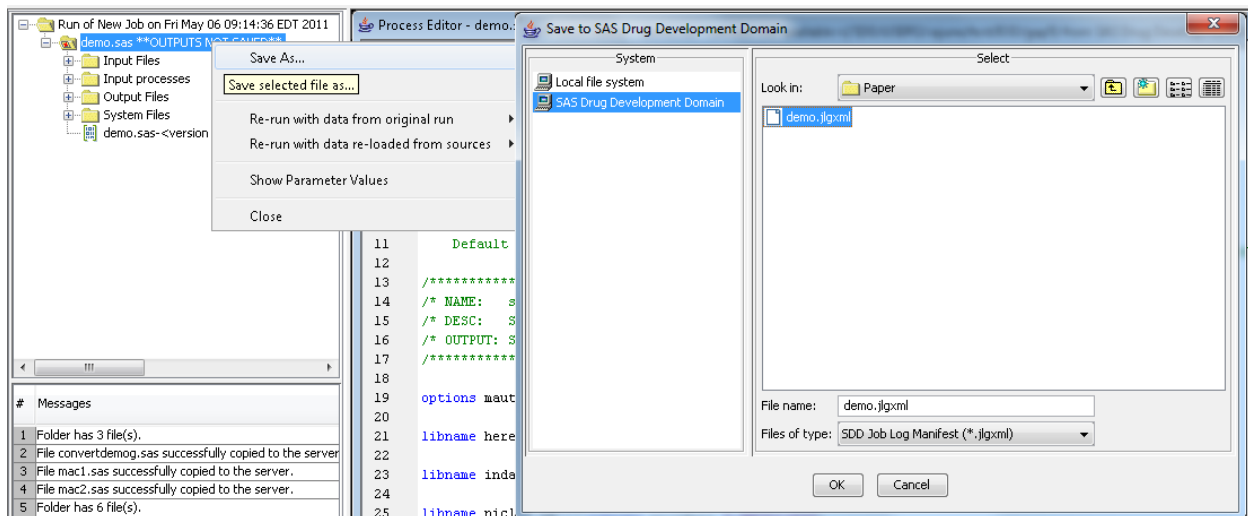 Run of New Job on Fri May 06 09:14:36 EDT 2011
demo.sas **OUTPUTS NOT SAVED**
Input Files
Input processes
Output Files
System Files
demo.sas-<version
Save As...
Save selected file as...
Re-run with data from original run
Re-run with data re-loaded from sources
Show Parameter Values
Close
# Messages
1 Folder has 3 file(s).
2 File convertdemog.sas successfully copied to the server
3 File mac1.sas successfully copied to the server.
4 File mac2.sas successfully copied to the server.
5 Folder has 6 file(s).
Process Editor - demo.
11 Default
12
13 /***********
14 /* NAME: s
15 /* DESC: S
16 /* OUTPUT: S
17 /***********
18
19 options maut
20
21 libname here
22
23 libname inda
24
25 libname picl
Save to SAS Drug Development Domain
System
Local file system
SAS Drug Development Domain
Select
Look in: Paper
demo.jlgxml
File name: demo.jlgxml
Files of type: SDD Job Log Manifest (*.jlgxml)
OK Cancel